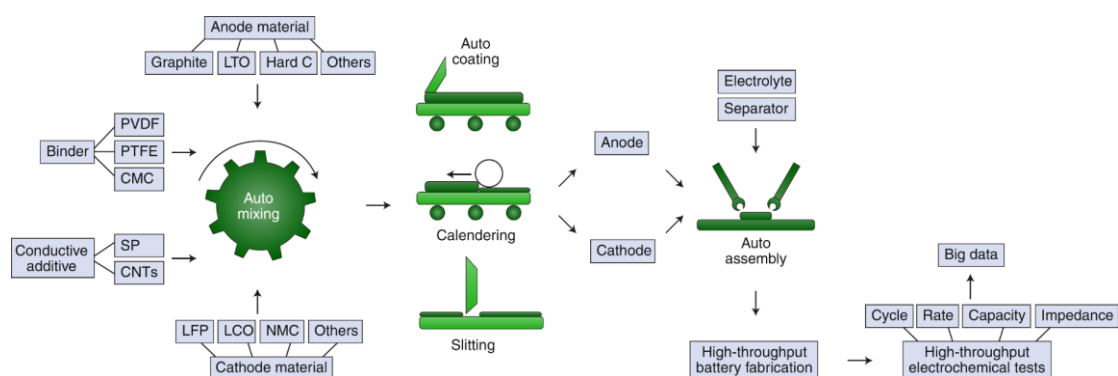 Anode material
Graphite
LTO
Hard C
Others
Binder
PVDF
PTFE
CMC
Conductive
additive
SP
CNTs
Auto
mixing
LFP
LCO
NMC
Others
Cathode material
Auto
coating
Calendering
Slitting
Anode
Cathode
Electrolyte
Separator
Auto
assembly
High-throughput
battery fabrication
Big data
Cycle
Rate
Capacity
Impedance
High-throughput
electrochemical tests